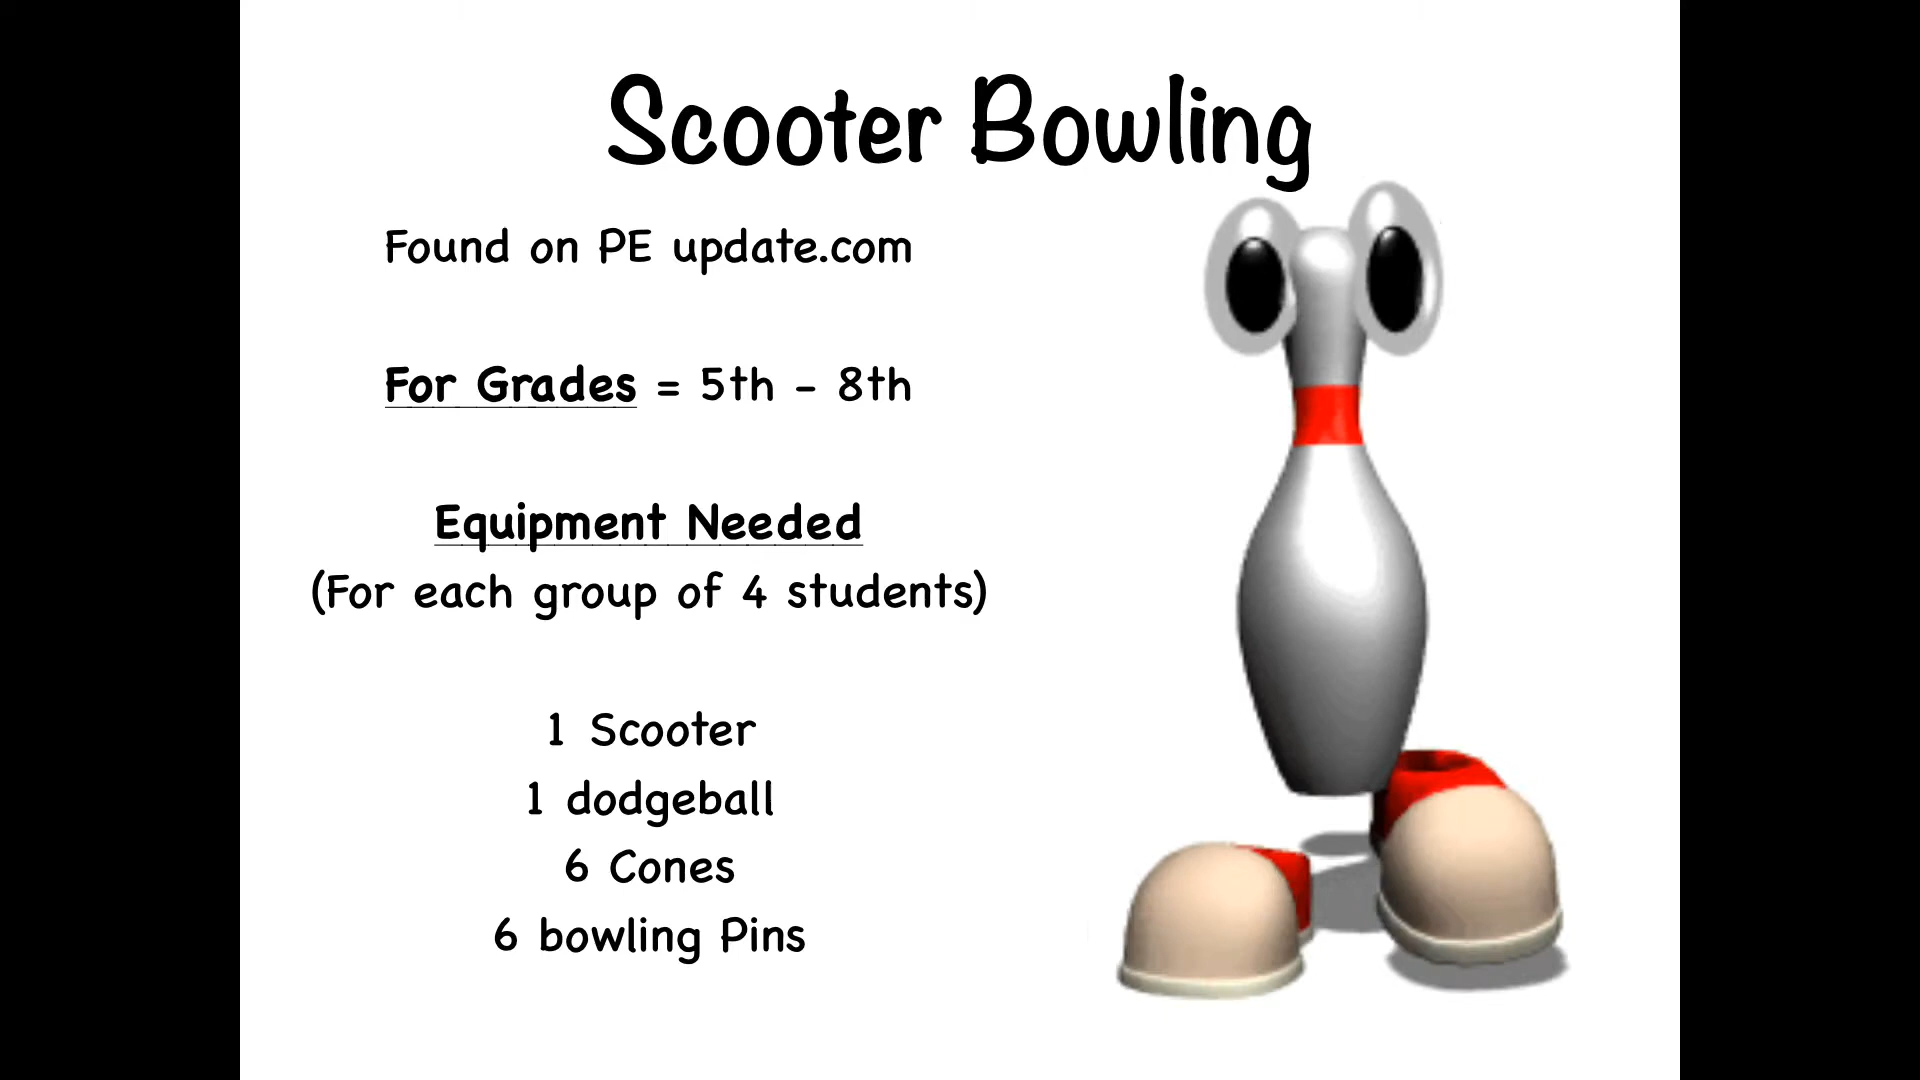 Scooter Bowling
Found on PE update.com
For Grades = 5th - 8th
Equipment Needed
(For each group of 4 students)
1 Scooter
1 dodgeball
6 Cones
6 bowling Pins